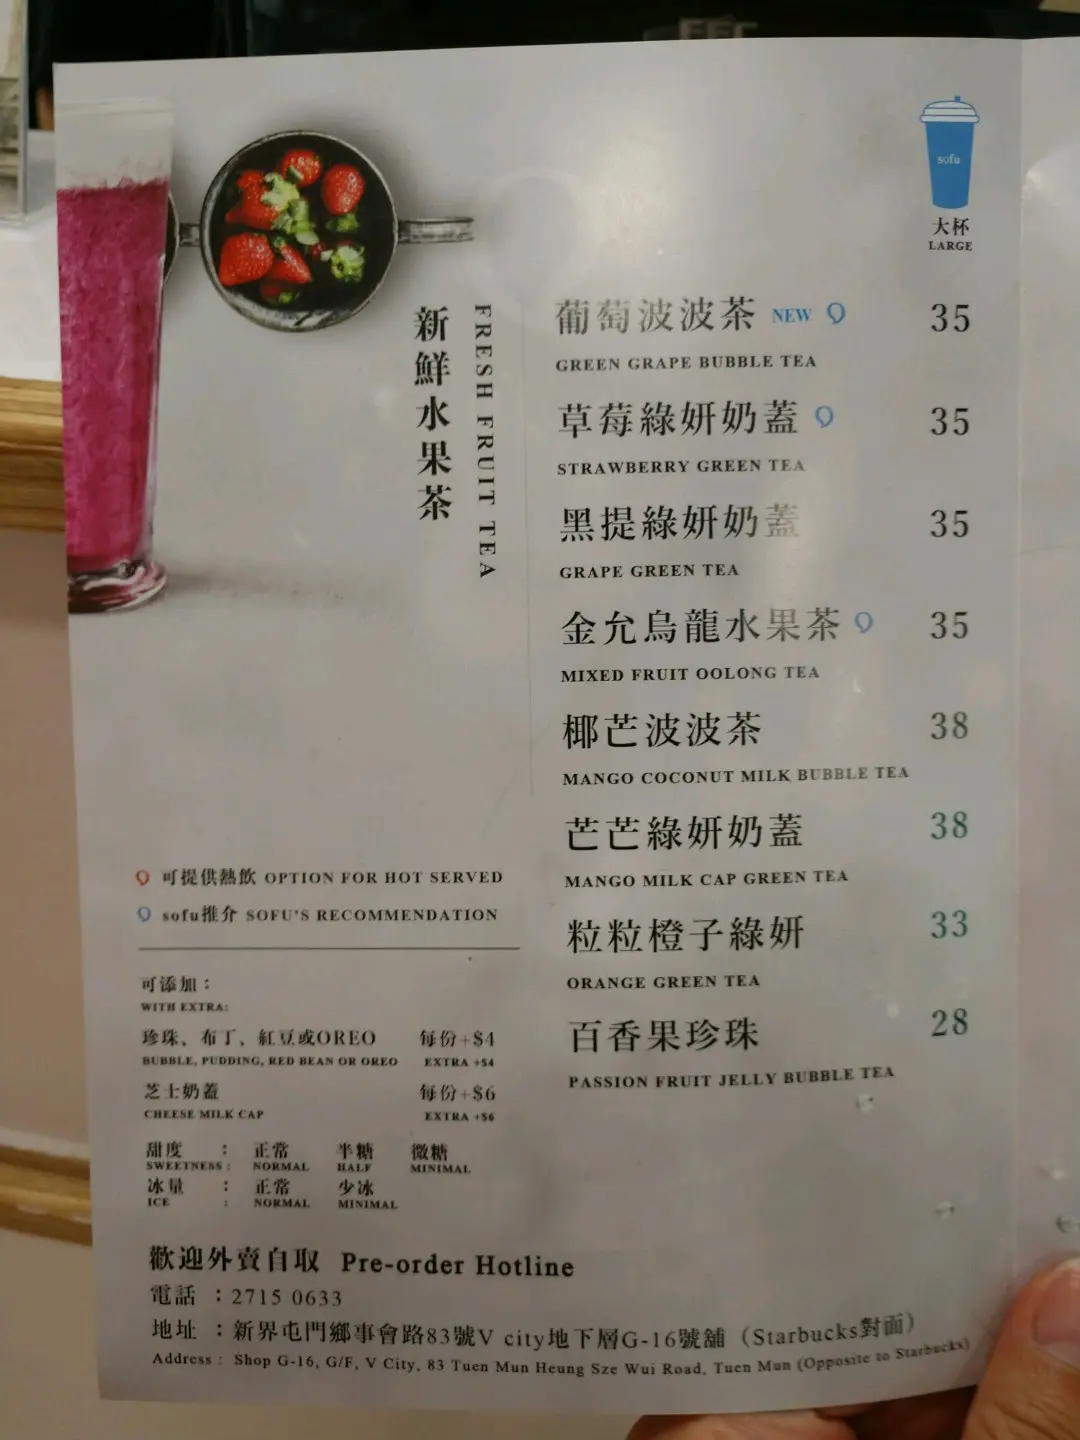 sofu
大杯
LARGE
新鮮水果茶
FRESH FRUIT TEA
葡萄波波茶 NEW 35
GREEN GRAPE BUBBLE TEA
草莓綠妍奶蓋 35
STRAWBERRY GREEN TEA
黑提綠妍奶蓋 35
GRAPE GREEN TEA
金允烏龍水果茶 35
MIXED FRUIT OOLONG TEA
椰芒波波茶 38
MANGO COCONUT MILK BUBBLE TEA
芒芒綠妍奶蓋 38
MANGO MILK CAP GREEN TEA
粒粒橙子綠妍 33
ORANGE GREEN TEA
百香果珍珠 28
PASSION FRUIT JELLY BUBBLE TEA
可提供熱飲 OPTION FOR HOT SERVED
sofu推介 SOFU'S RECOMMENDATION
可添加：
WITH EXTRA:
珍珠、布丁、紅豆或OREO 每份+$4
BUBBLE, PUDDING, RED BEAN OR OREO EXTRA +$4
芝士奶蓋 每份+$6
CHEESE MILK CAP EXTRA +$6
甜度 ： 正常 半糖 微糖
SWEETNESS : NORMAL HALF MINIMAL
冰量 ： 正常 少冰
ICE : NORMAL MINIMAL
歡迎外賣自取 Pre-order Hotline
電話 ：2715 0633
地址 ：新界屯門鄉事會路83號V city地下層G-16號舖（Starbucks對面）
Address : Shop G-16, G/F, V City, 83 Tuen Mun Heung Sze Wui Road, Tuen Mun (Opposite to Starbucks)